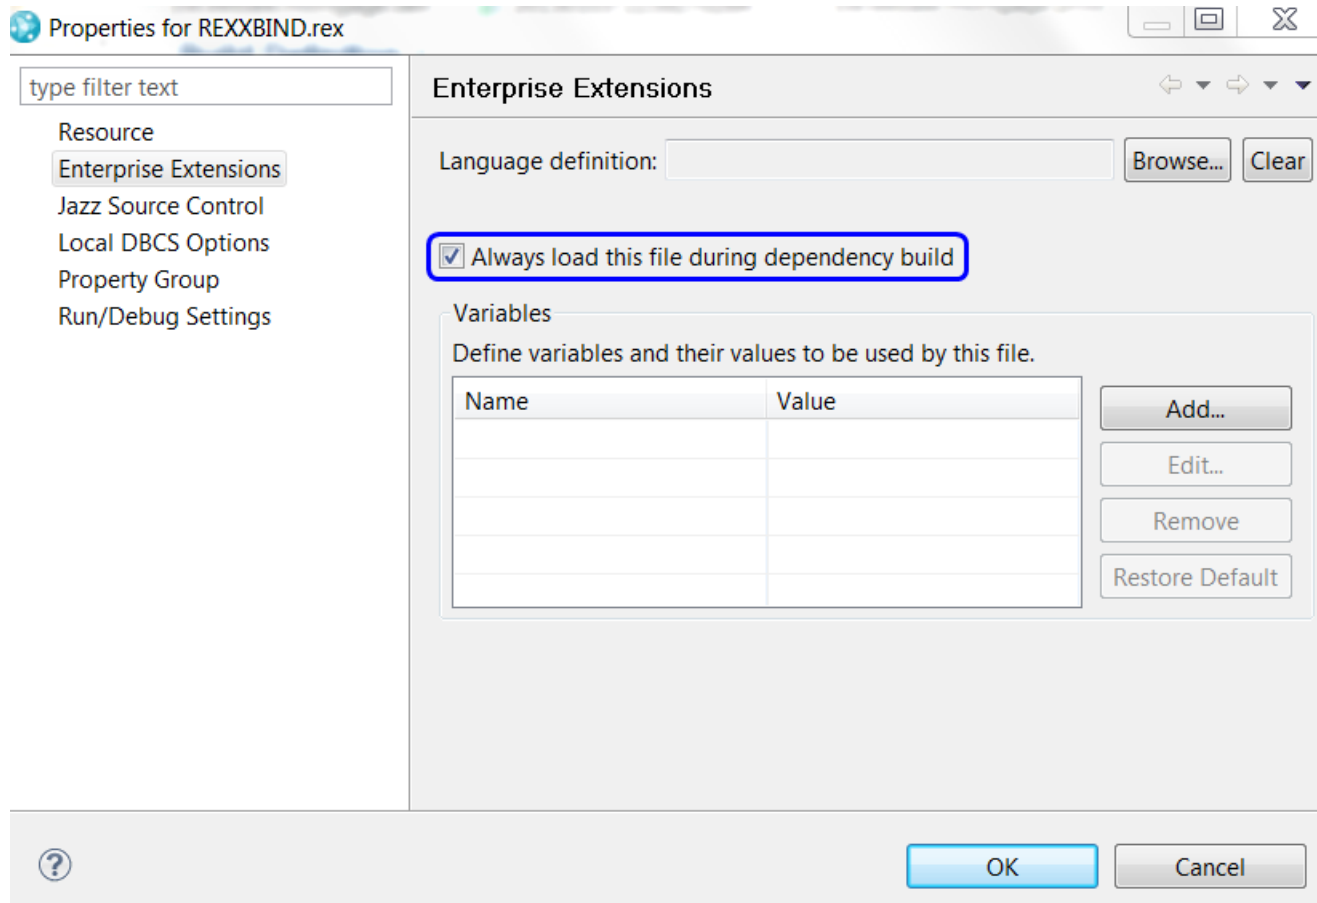 Properties for REXXBIND.rex
type filter text
Resource
Enterprise Extensions
Jazz Source Control
Local DBCS Options
Property Group
Run/Debug Settings
Enterprise Extensions
Language definition:
Browse...
Clear
Always load this file during dependency build
Variables
Define variables and their values to be used by this file.
Name Value
Add...
Edit...
Remove
Restore Default
?
OK
Cancel